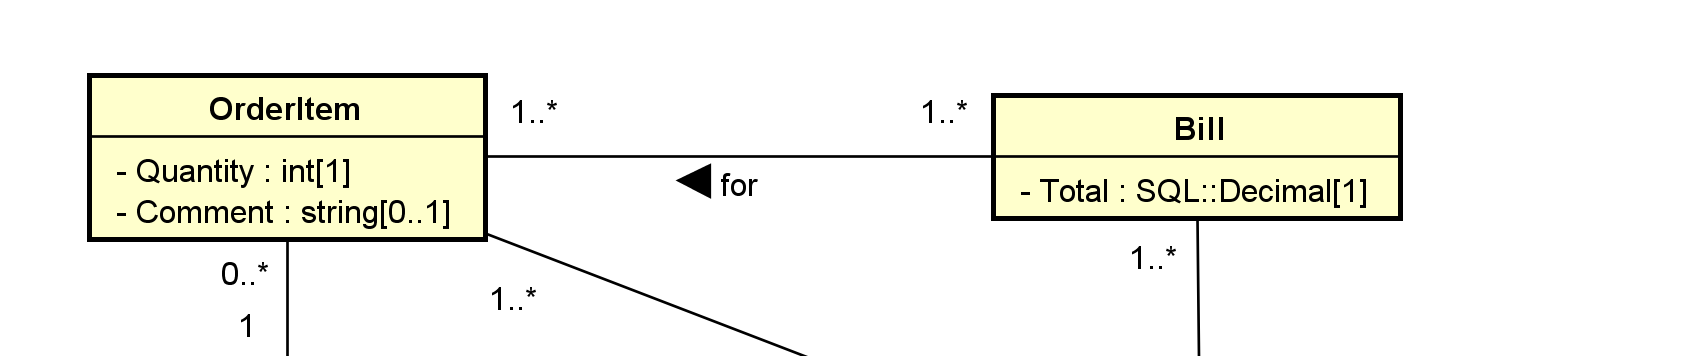 OrderItem
- Quantity : int[1]
- Comment : string[0..1]
1..*
1..*
◀ for
Bill
- Total : SQL::Decimal[1]
0..*
1
1..*
1..*